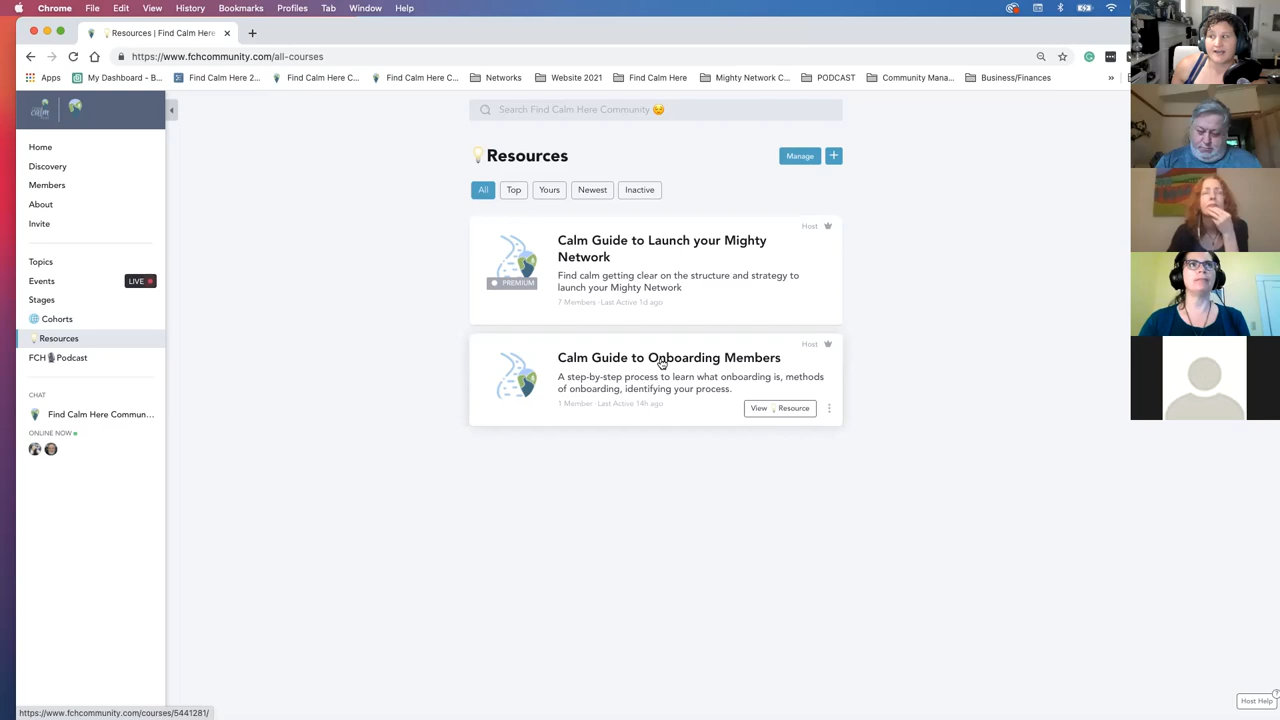 Chrome File Edit View History Bookmarks Profiles Tab Window Help
💡Resources | Find Calm Here
https://www.fchcommunity.com/all-courses
Apps My Dashboard - B... Find Calm Here 2... Find Calm Here C... Find Calm Here C... Networks Website 2021 Find Calm Here Mighty Network C... PODCAST Community Mana... Business/Finances »
calm
Search Find Calm Here Community 😊
Home
Discovery
Members
About
Invite
Topics
Events LIVE
Stages
🌐 Cohorts
💡Resources
FCH🎙️Podcast
CHAT
Find Calm Here Commun...
ONLINE NOW
💡Resources
Manage +
All Top Yours Newest Inactive
Host
Calm Guide to Launch your Mighty
Network
PREMIUM
Find calm getting clear on the structure and strategy to
launch your Mighty Network
7 Members · Last Active 1d ago
Host
Calm Guide to Onboarding Members
A step-by-step process to learn what onboarding is, methods
of onboarding, identifying your process.
1 Member · Last Active 14h ago
View 💡Resource
Host Help ?
https://www.fchcommunity.com/courses/5441281/